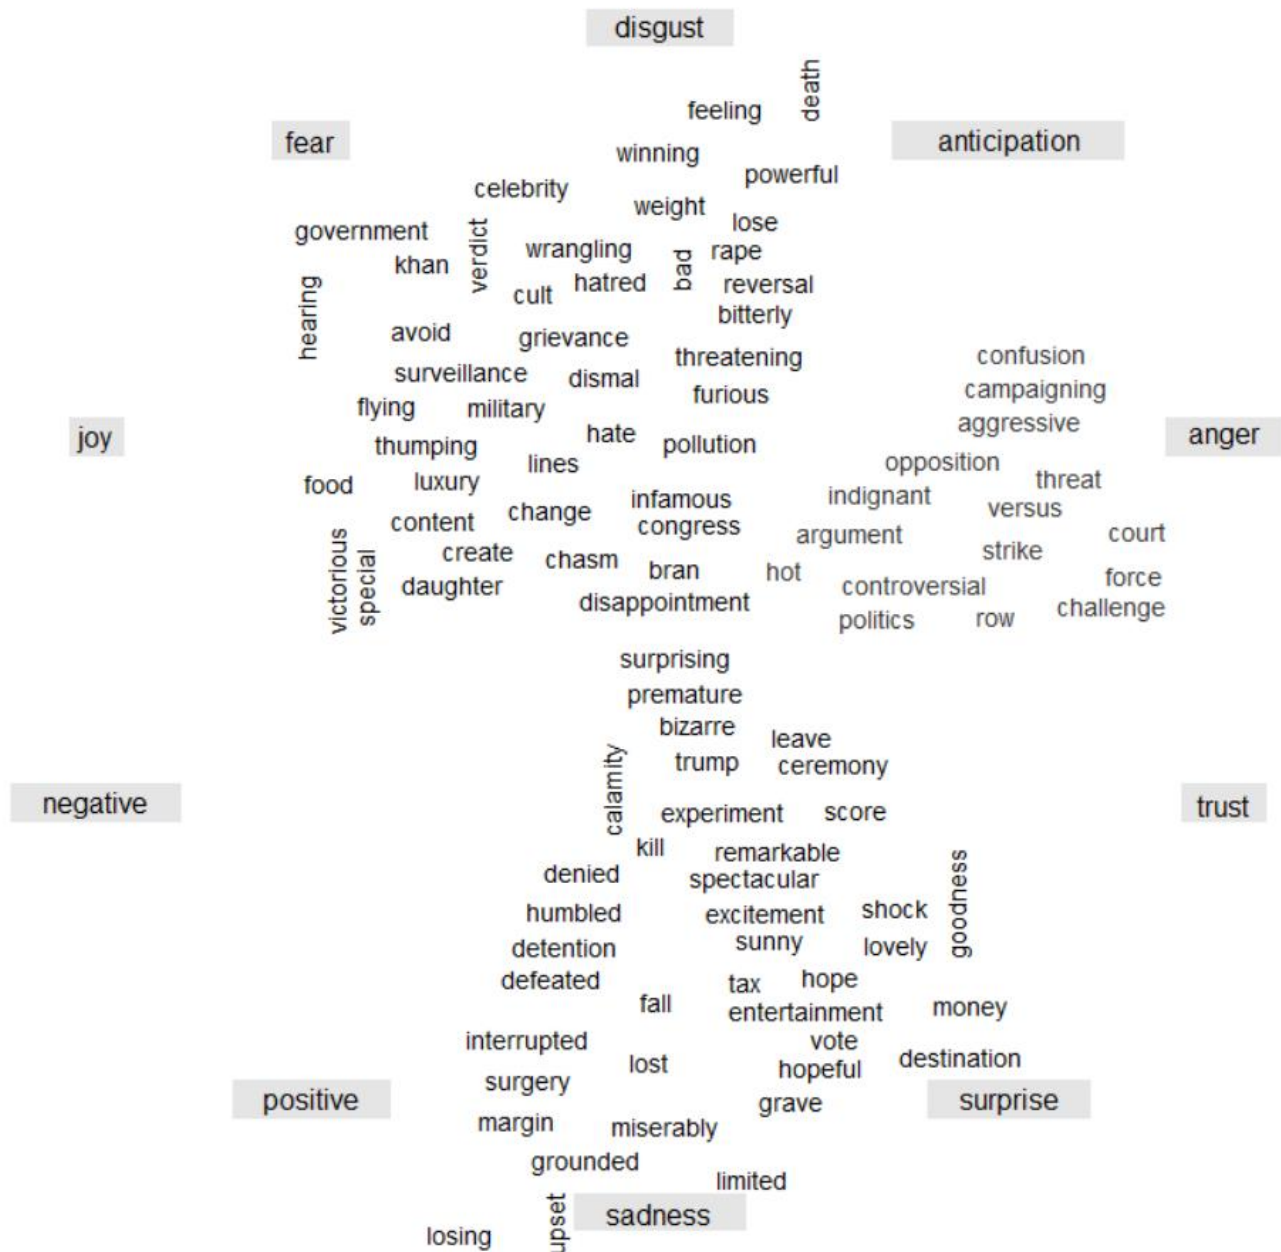 disgust
death
feeling
fear
anticipation
winning
powerful
celebrity
weight
lose
government
verdict
wrangling
bad
rape
khan
hatred
reversal
hearing
cult
bitterly
avoid
grievance
threatening
confusion
surveillance
dismal
furious
campaigning
flying
military
aggressive
joy
thumping
hate
pollution
anger
lines
opposition
food
luxury
threat
infamous
indignant
versus
content
change
congress
argument
court
victorious
special
create
chasm
bran
hot
strike
force
daughter
controversial
disappointment
challenge
politics
row
surprising
premature
bizarre
leave
calamity
trump
ceremony
negative
trust
experiment
score
kill
remarkable
denied
spectacular
goodness
humbled
excitement
shock
detention
sunny
lovely
defeated
tax
hope
fall
entertainment
money
interrupted
vote
lost
hopeful
destination
surgery
positive
grave
surprise
margin
miserably
grounded
limited
upset
sadness
losing